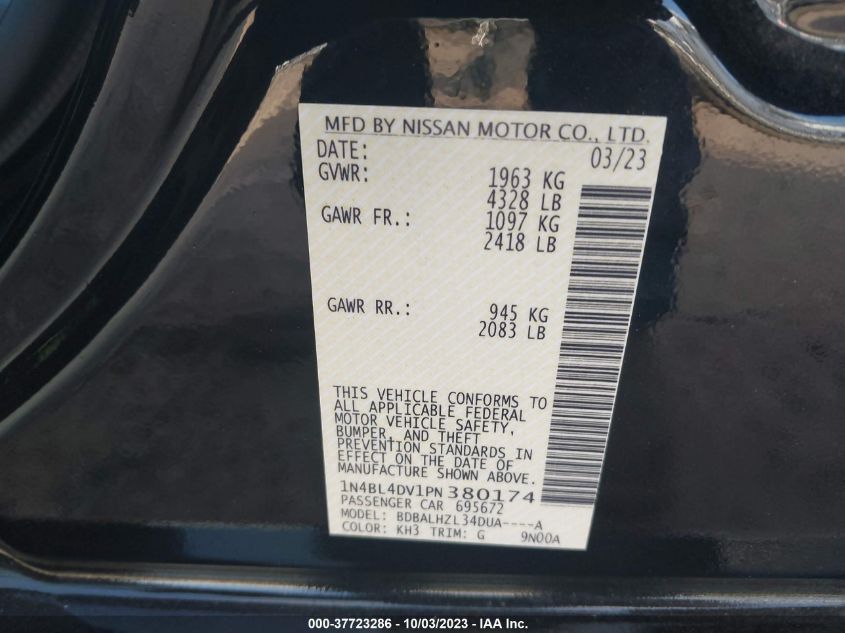 MFD BY NISSAN MOTOR CO., LTD.
DATE: 03/23
GVWR: 1963 KG
4328 LB
GAWR FR.: 1097 KG
2418 LB
GAWR RR.: 945 KG
2083 LB
THIS VEHICLE CONFORMS TO
ALL APPLICABLE FEDERAL
MOTOR VEHICLE SAFETY,
BUMPER, AND THEFT
PREVENTION STANDARDS IN
EFFECT ON THE DATE OF
MANUFACTURE SHOWN ABOVE.
1N4BL4DV1PN380174
PASSENGER CAR 695672
MODEL: BDBALHZL34DUA----A
COLOR: KH3 TRIM: G 9N00A
000-37723286 - 10/03/2023 - IAAI Inc.